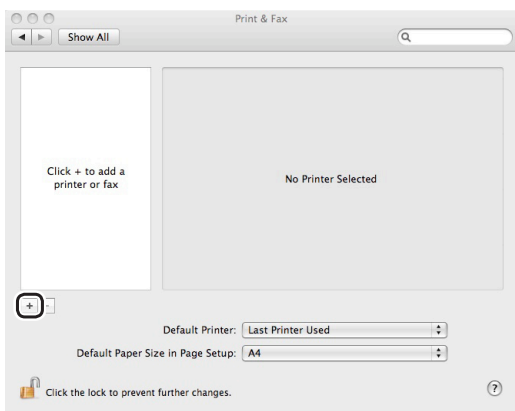 Print & Fax
Show All
Click + to add a
printer or fax
No Printer Selected
+ -
Default Printer: Last Printer Used
Default Paper Size in Page Setup: A4
Click the lock to prevent further changes.
?